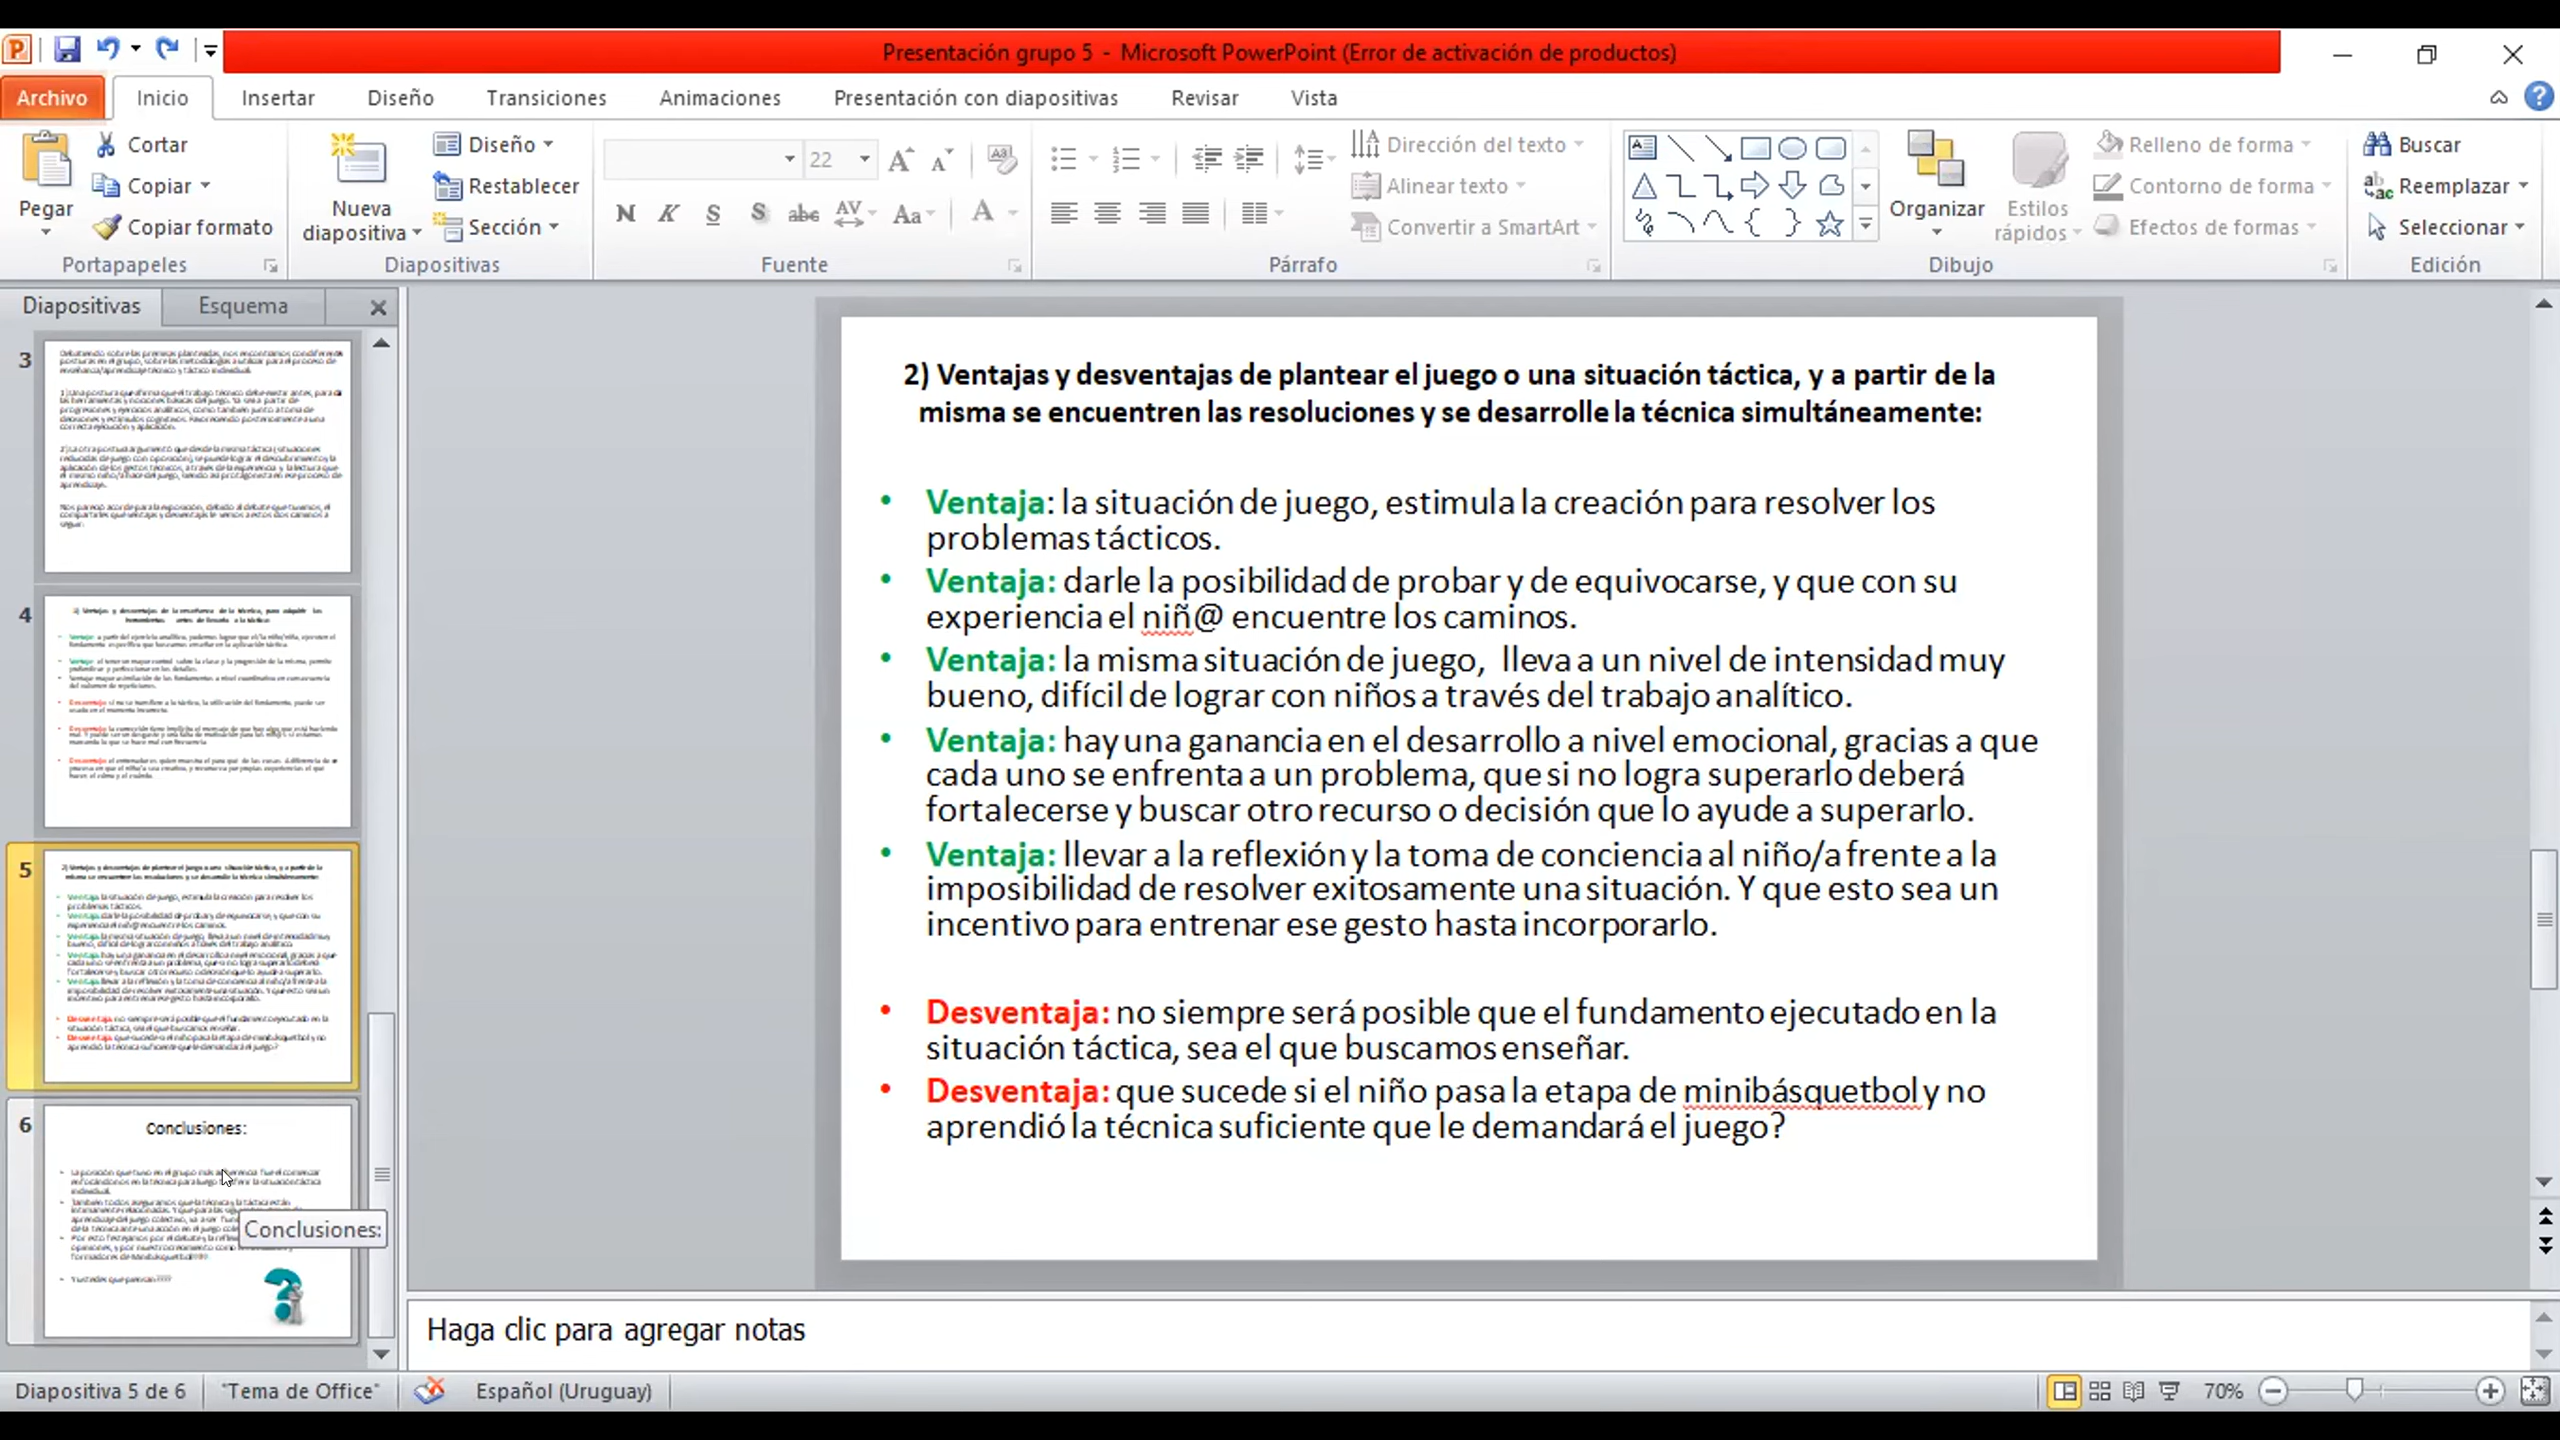 Presentación grupo 5 - Microsoft PowerPoint (Error de activación de productos)
Archivo Inicio Insertar Diseño Transiciones Animaciones Presentación con diapositivas Revisar Vista
Pegar
Cortar
Copiar
Copiar formato
Portapapeles
Nueva
diapositiva
Diseño
Restablecer
Sección
Diapositivas
22
Fuente
Dirección del texto
Alinear texto
Convertir a SmartArt
Párrafo
Organizar
Estilos
rápidos
Relleno de forma
Contorno de forma
Efectos de formas
Dibujo
Buscar
Reemplazar
Seleccionar
Edición
Diapositivas Esquema
3
4
5
6
Conclusiones:
Conclusiones:
2) Ventajas y desventajas de plantear el juego o una situación táctica, y a partir de la
misma se encuentren las resoluciones y se desarrolle la técnica simultáneamente:
• Ventaja: la situación de juego, estimula la creación para resolver los
problemas tácticos.
• Ventaja: darle la posibilidad de probar y de equivocarse, y que con su
experiencia el niñ@ encuentre los caminos.
• Ventaja: la misma situación de juego, lleva a un nivel de intensidad muy
bueno, difícil de lograr con niños a través del trabajo analítico.
• Ventaja: hay una ganancia en el desarrollo a nivel emocional, gracias a que
cada uno se enfrenta a un problema, que si no logra superarlo deberá
fortalecerse y buscar otro recurso o decisión que lo ayude a superarlo.
• Ventaja: llevar a la reflexión y la toma de conciencia al niño/a frente a la
imposibilidad de resolver exitosamente una situación. Y que esto sea un
incentivo para entrenar ese gesto hasta incorporarlo.
• Desventaja: no siempre será posible que el fundamento ejecutado en la
situación táctica, sea el que buscamos enseñar.
• Desventaja: que sucede si el niño pasa la etapa de minibásquetbol y no
aprendió la técnica suficiente que le demandará el juego?
Haga clic para agregar notas
Diapositiva 5 de 6 "Tema de Office" Español (Uruguay) 70%